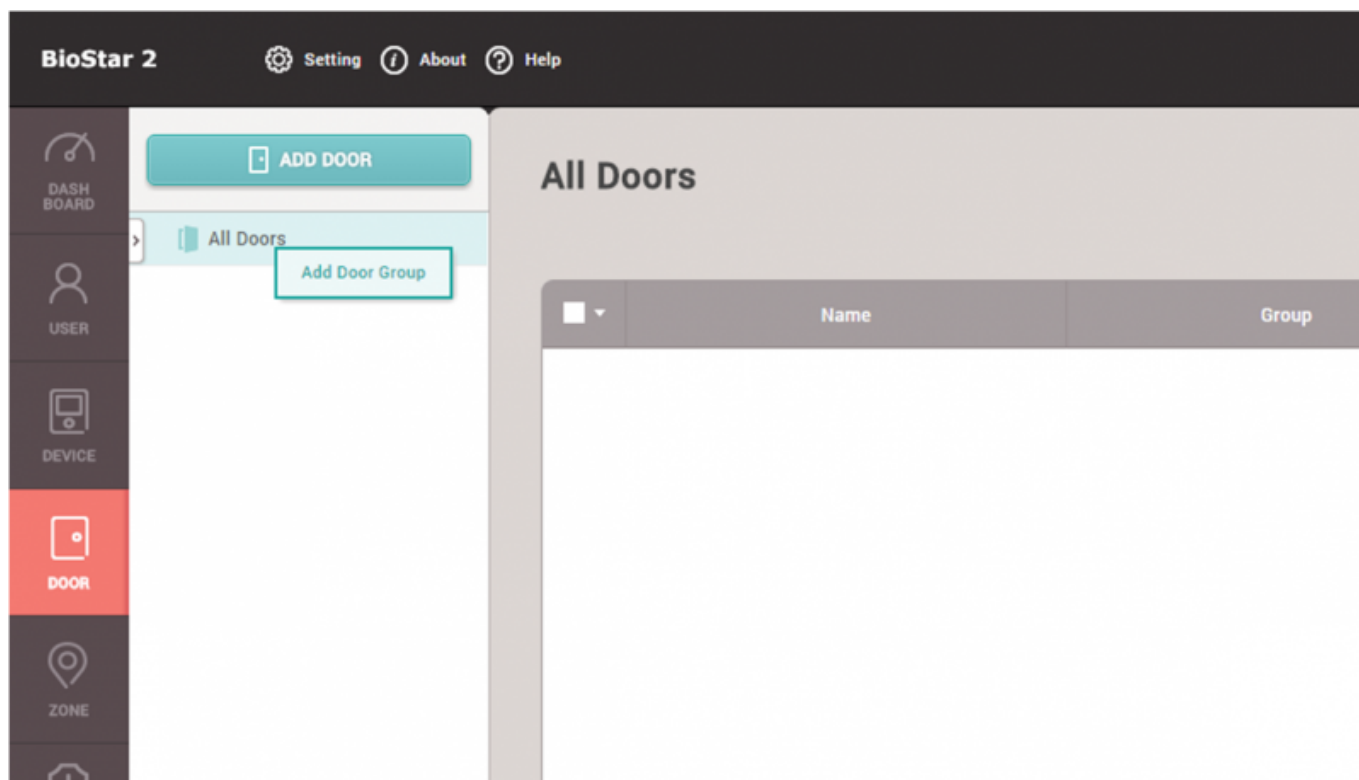 BioStar 2
Setting
About
Help
DASH
BOARD
USER
DEVICE
DOOR
ZONE
ADD DOOR
All Doors
Add Door Group
All Doors
Name
Group